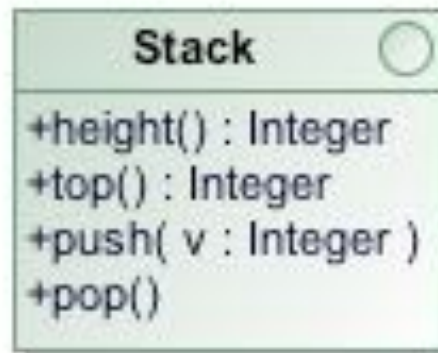 Stack
+height() : Integer
+top() : Integer
+push( v : Integer )
+pop()